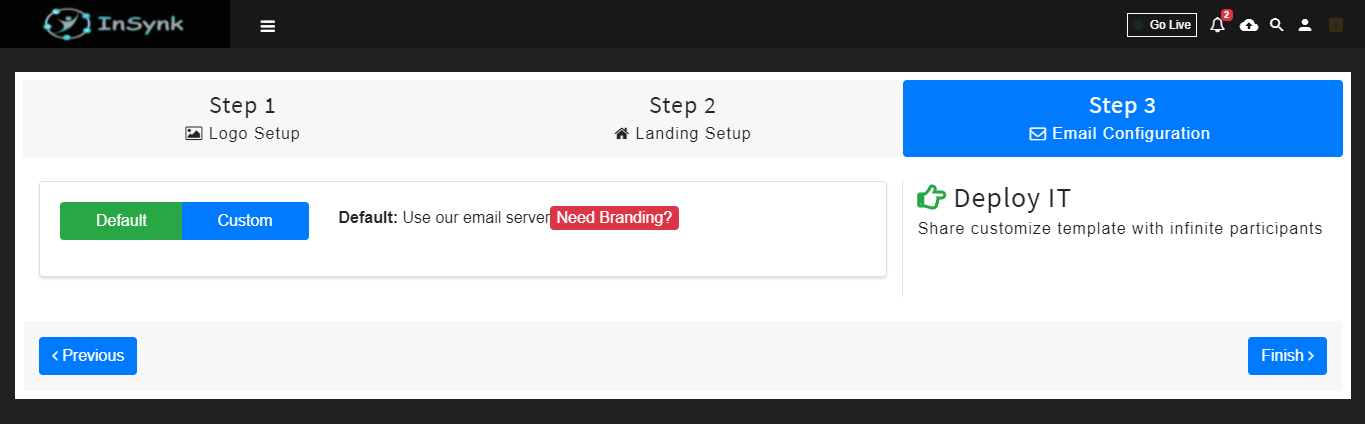 InSynk
Go Live
2
Step 1
Logo Setup
Step 2
Landing Setup
Step 3
Email Configuration
Default
Custom
Default: Use our email server Need Branding?
Deploy IT
Share customize template with infinite participants
Previous
Finish